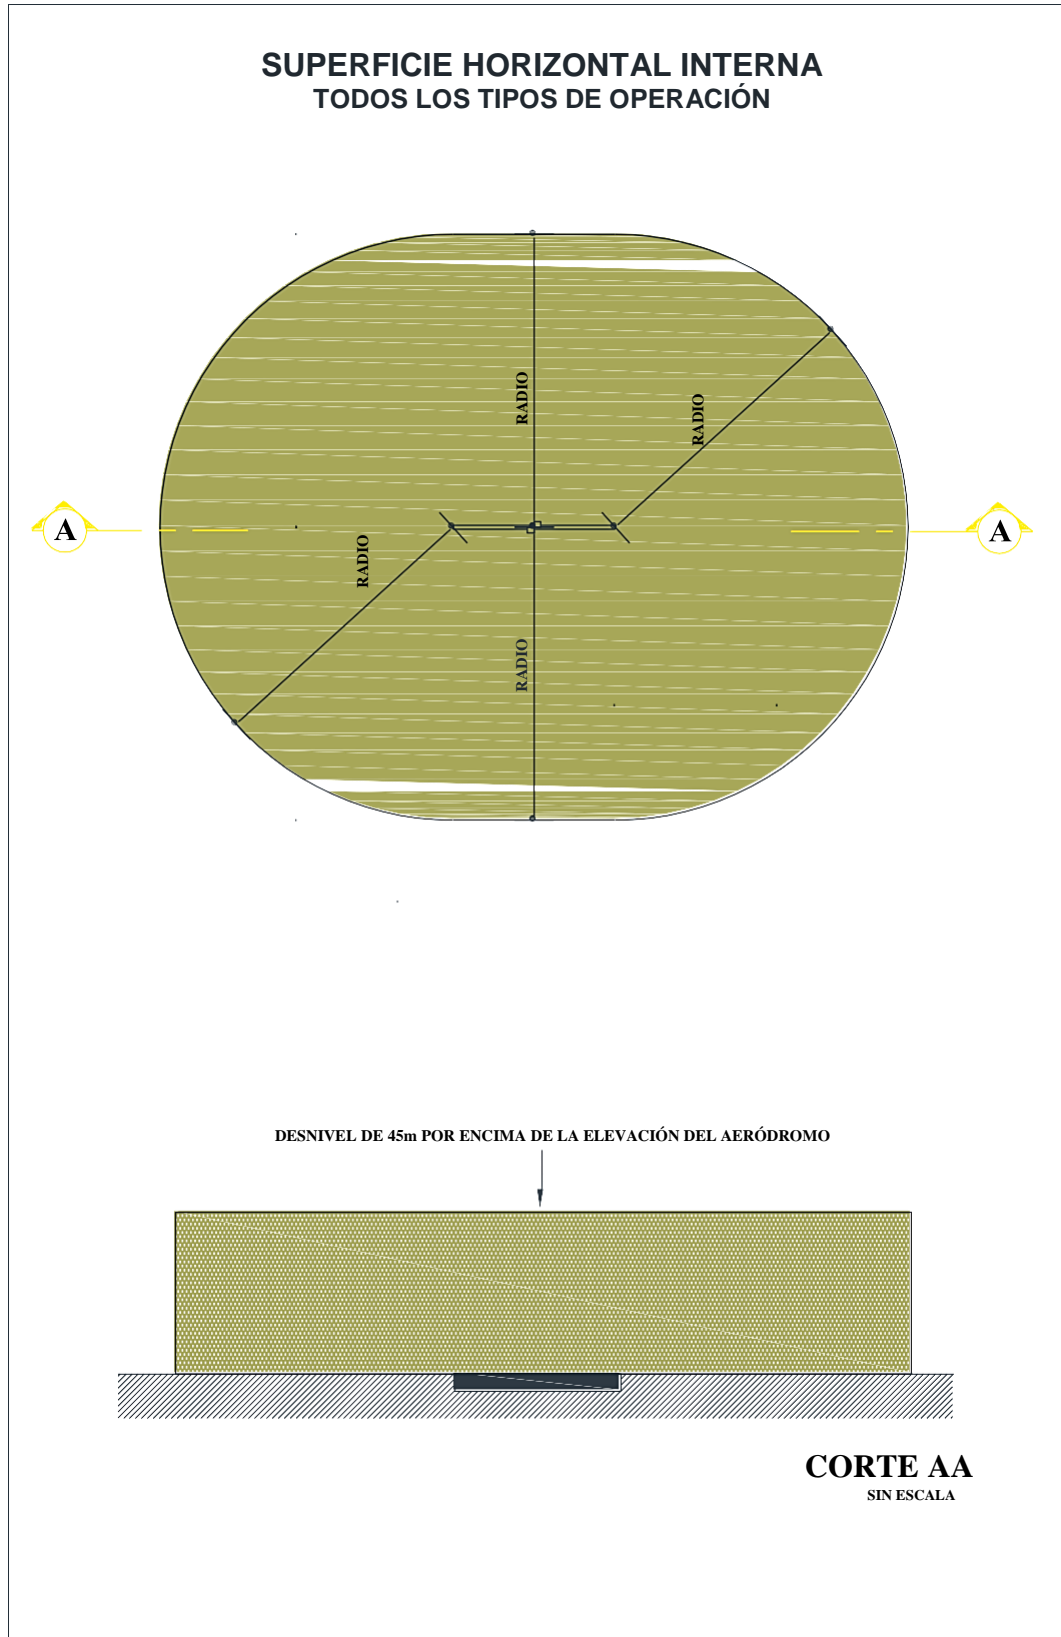 SUPERFICIE HORIZONTAL INTERNA
TODOS LOS TIPOS DE OPERACIÓN
RADIO
RADIO
A
A
RADIO
RADIO
DESNIVEL DE 45m POR ENCIMA DE LA ELEVACIÓN DEL AERÓDROMO
CORTE AA
SIN ESCALA